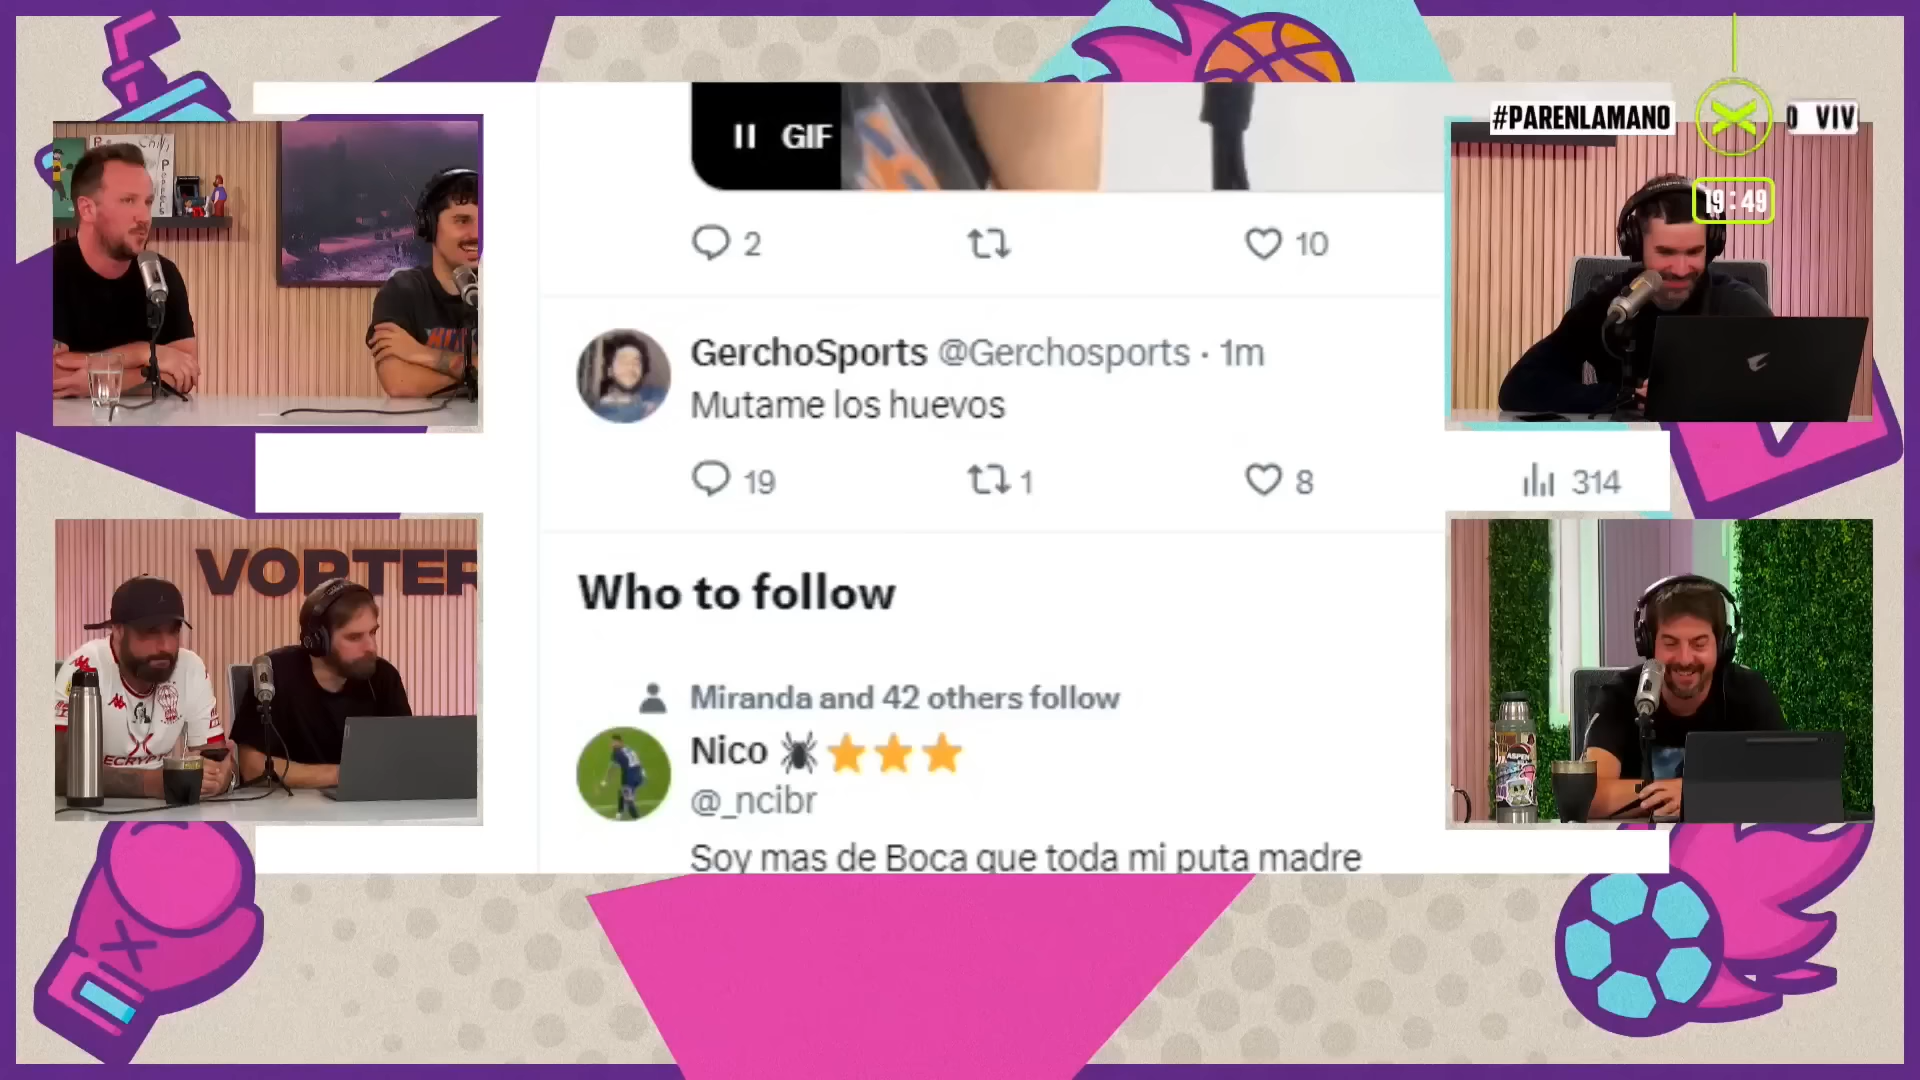 #PARENLAMANO
O VIV
19:49
GIF
2
10
GerchoSports @Gerchosports · 1m
Mutame los huevos
19
1
8
314
VORTER
Who to follow
Miranda and 42 others follow
Nico 🕷⭐⭐⭐
@_ncibr
Soy mas de Boca que toda mi puta madre